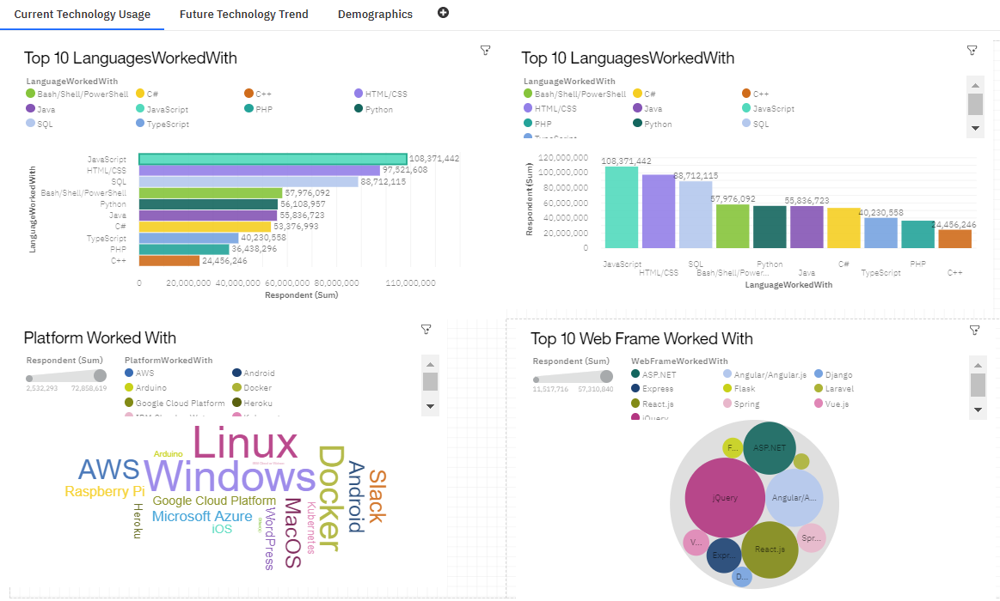 Current Technology Usage Future Technology Trend Demographics
Top 10 LanguagesWorkedWith
LanguageWorkedWith
Bash/Shell/PowerShell C# C++ HTML/CSS
Java JavaScript PHP Python
SQL TypeScript
LanguageWorkedWith
JavaScript 108,371,442
HTML/CSS 97,521,608
SQL 88,712,115
Bash/Shell/PowerShell 57,976,092
Python 56,108,957
Java 55,836,723
C# 53,376,993
TypeScript 40,230,558
PHP 36,438,296
C++ 24,456,246
0 20,000,000 40,000,000 60,000,000 80,000,000 110,000,000
Respondent (Sum)
Top 10 LanguagesWorkedWith
LanguageWorkedWith
Bash/Shell/PowerShell C# C++
HTML/CSS Java JavaScript
PHP Python SQL
TypeScript
Respondent (Sum)
120,000,000
100,000,000
80,000,000
60,000,000
40,000,000
20,000,000
0
108,371,442
88,712,115
57,976,092
55,836,723
40,230,558
24,456,246
JavaScript SQL Python C# PHP
HTML/CSS Bash/Shell/Power... Java TypeScript C++
LanguageWorkedWith
Platform Worked With
Respondent (Sum) PlatformWorkedWith
2,532,293 72,858,619
AWS Android
Arduino Docker
Google Cloud Platform Heroku
Linux
Arduino
AWS
Windows
Docker
Android
Slack
Raspberry Pi
Google Cloud Platform
Heroku
Microsoft Azure
iOS
WordPress
MacOS
Kubernetes
Top 10 Web Frame Worked With
Respondent (Sum) WebFrameWorkedWith
11,517,716 57,310,840
ASP.NET Angular/Angular.js Django
Express Flask Laravel
React.js Spring Vue.js
jQuery
F... ASP.NET
jQuery Angular/A...
V... Expr... React.js Spr...
D...